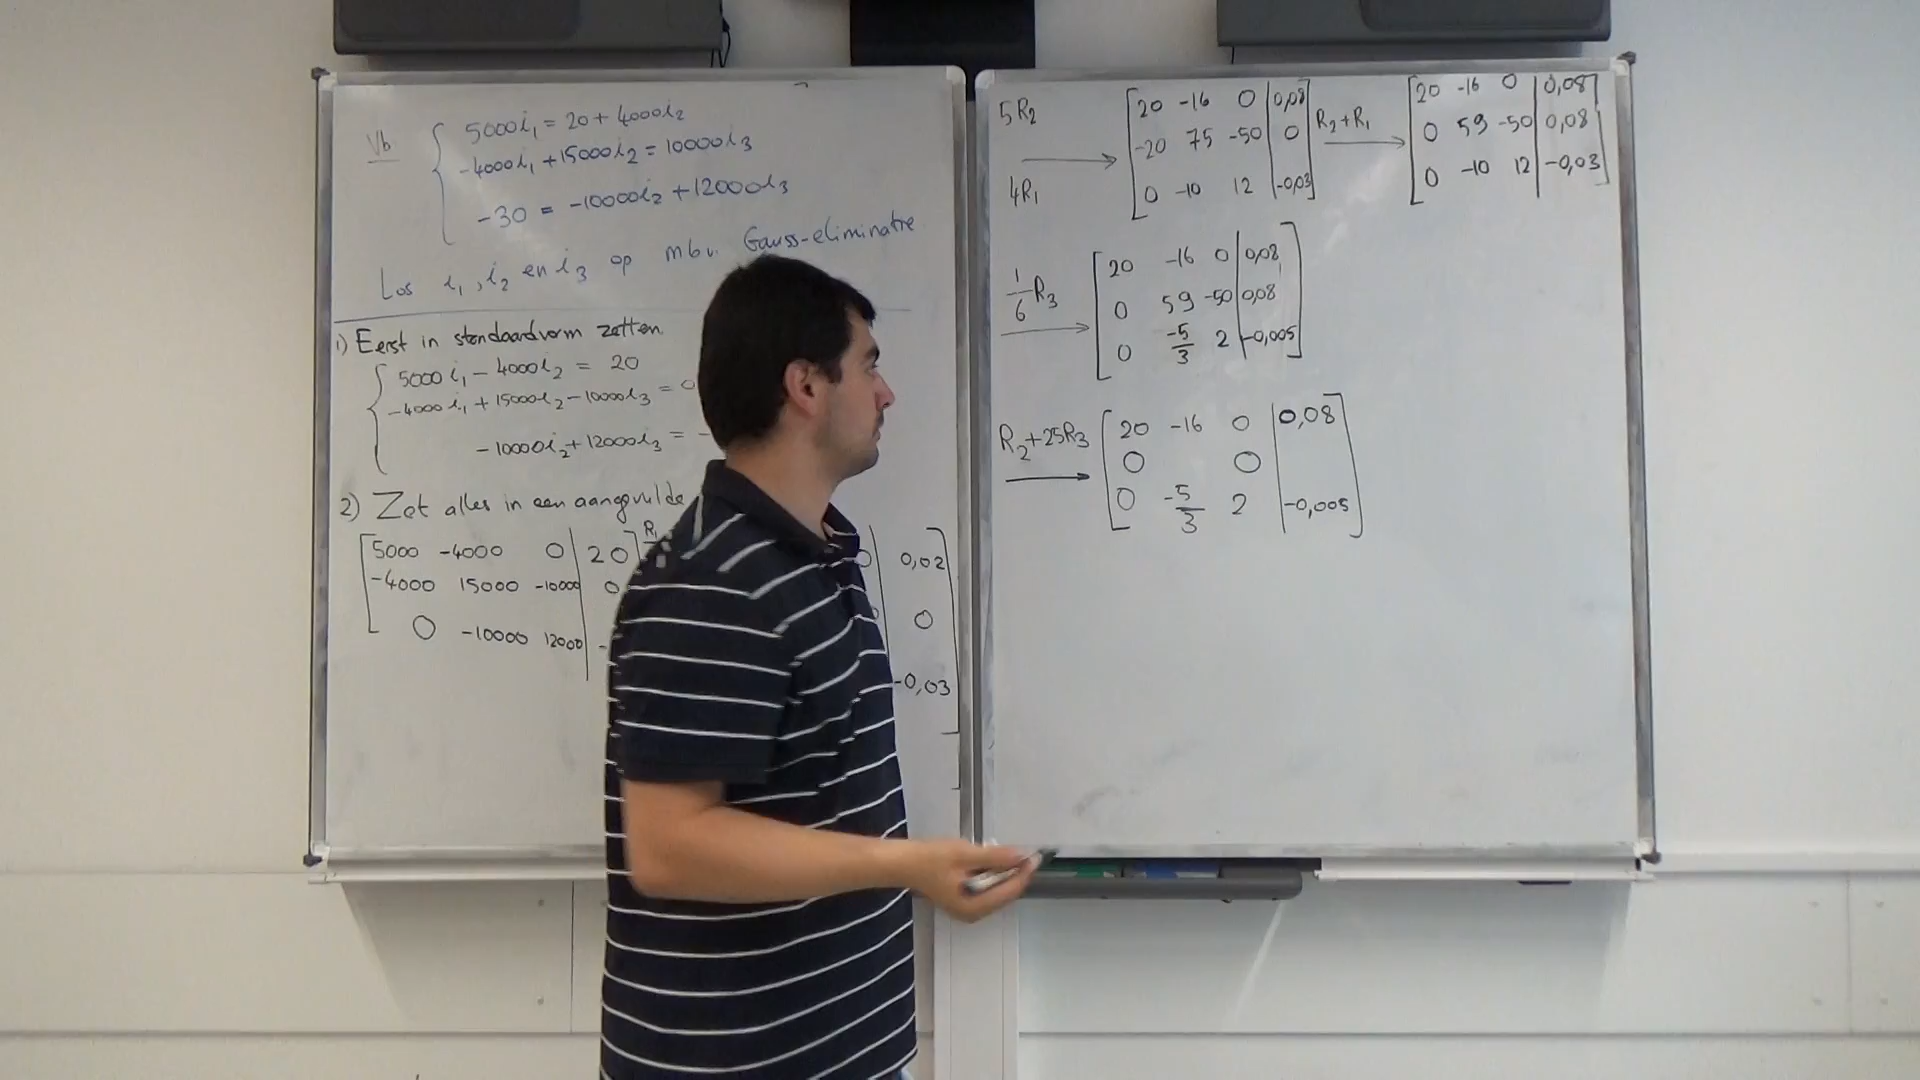 Vb
5000i₁ = 20 + 4000i₂
-4000i₁ + 15000i₂ = 10000i₃
-30 = -10000i₂ + 12000i₃
Los i₁, i₂ en i₃ op mbv. Gauss-eliminatie
1) Eerst in standaardvorm zetten
5000 i₁ - 4000i₂ = 20
-4000 i₁ + 15000i₂ - 10000i₃ = 0
-10000i₂ + 12000i₃ = -
2) Zet alles in een aangevulde
5000 -4000 0 | 20
R₁
-4000 15000 -10000 | 0
0 -10000 12000 | -
0,02
0
-0,03
5R₂
4R₁
20 -16 0 | 0,08
-20 75 -50 | 0
0 -10 12 | -0,03
R₂+R₁
20 -16 0 | 0,08
0 59 -50 | 0,08
0 -10 12 | -0,03
1/6 R₃
20 -16 0 | 0,08
0 59 -50 | 0,08
0 -5/3 2 | -0,005
R₂+25R₃
20 -16 0 | 0,08
0 0
0 -5/3 2 | -0,005